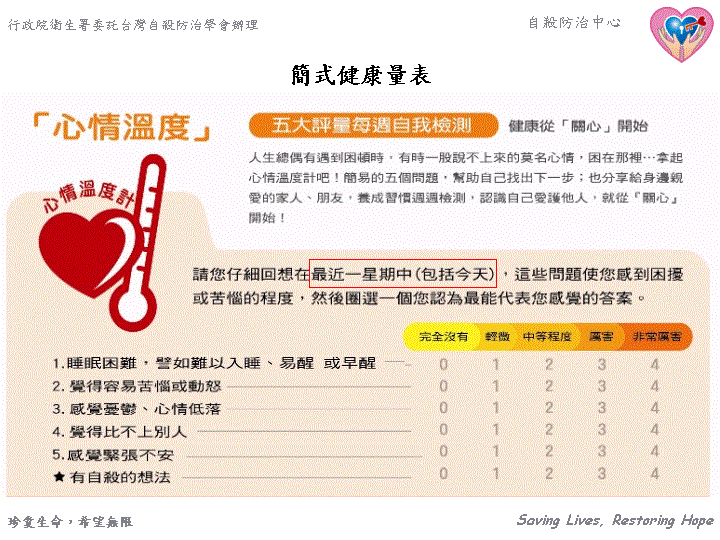 行政院衛生署委託台灣自殺防治學會辦理
自殺防治中心
簡式健康量表
「心情溫度」
五大評量每週自我檢測 健康從「關心」開始
人生總偶有遇到困頓時，有時一股說不上來的莫名心情，困在那裡…拿起
心情溫度計吧！簡易的五個問題，幫助自己找出下一步；也分享給身邊親
愛的家人、朋友，養成習慣週週檢測，認識自己愛護他人，就從『關心』
開始！
心情溫度計
請您仔細回想在最近一星期中(包括今天)，這些問題使您感到困擾
或苦惱的程度，然後圈選一個您認為最能代表您感覺的答案。
完全沒有 輕微 中等程度 厲害 非常厲害
1.睡眠困難，譬如難以入睡、易醒 或早醒 0 1 2 3 4
2. 覺得容易苦惱或動怒 0 1 2 3 4
3. 感覺憂鬱、心情低落 0 1 2 3 4
4. 覺得比不上別人 0 1 2 3 4
5.感覺緊張不安 0 1 2 3 4
★有自殺的想法 0 1 2 3 4
珍愛生命，希望無限
Saving Lives, Restoring Hope